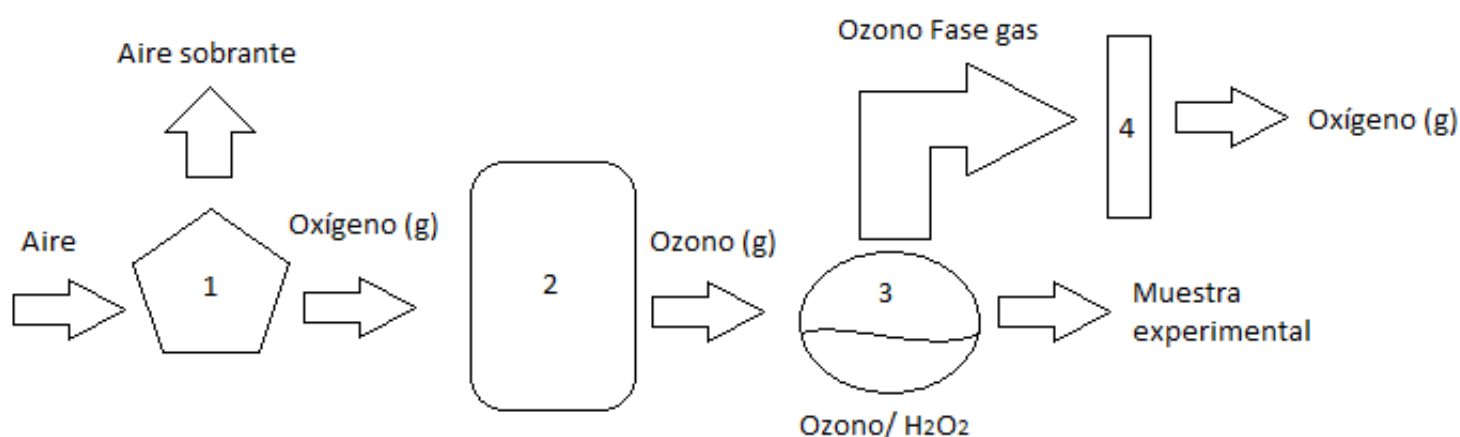 Aire sobrante
Ozono Fase gas
Aire
1
Oxígeno (g)
2
Ozono (g)
3
Ozono/ H₂O₂
4
Oxígeno (g)
Muestra
experimental